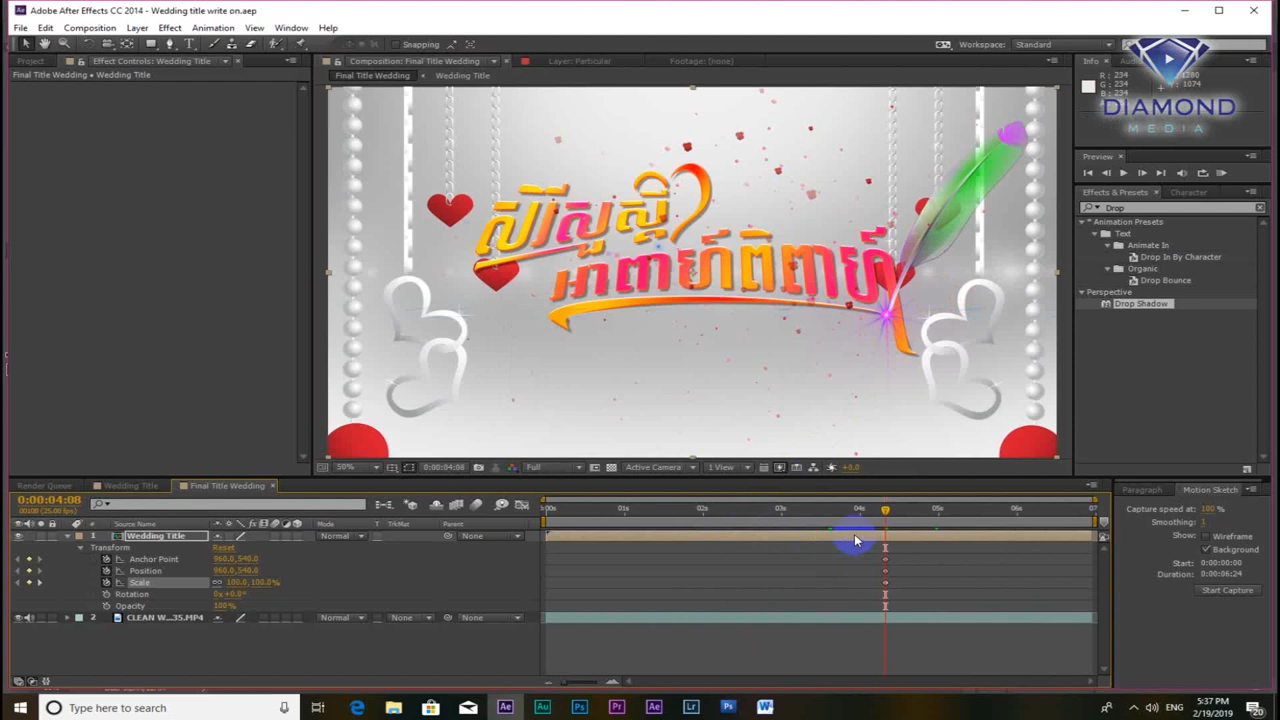 Adobe After Effects CC 2014 - Wedding title write on.aep
File Edit Composition Layer Effect Animation View Window Help
Snapping
Workspace: Standard
Project Effect Controls: Wedding Title
Composition: Final Title Wedding Layer: Particular Footage: (none)
Info
Final Title Wedding • Wedding Title
Final Title Wedding Wedding Title
R: 234
G: 234
B: 234
Y: 1074
DIAMOND
MEDIA
Preview
Effects & Presets Character
Drop
* Animation Presets
Text
Animate In
Drop In By Character
Organic
Drop Bounce
Perspective
Drop Shadow
សិរីសួស្តី
អាពាហ៍ពិពាហ៍
50% 0:00:04:08 Full Active Camera 1 View +0.0
Render Queue Wedding Title Final Title Wedding
0:00:04:08
00108 (25.00 fps)
:00s 01s 02s 03s 04s 05s 06s 07
# Source Name Mode T TrkMat Parent
1 Wedding Title Normal None
Transform Reset
Anchor Point 960.0,540.0
Position 960.0,540.0
Scale 100.0,100.0%
Rotation 0x+0.0°
Opacity 100%
2 CLEAN W...35.MP4 Normal None None
Paragraph Motion Sketch
Capture speed at: 100 %
Smoothing: 1
Show: Wireframe
Background
Start: 0:00:00:00
Duration: 0:00:06:24
Start Capture
Type here to search
5:37 PM
2/19/2019
20